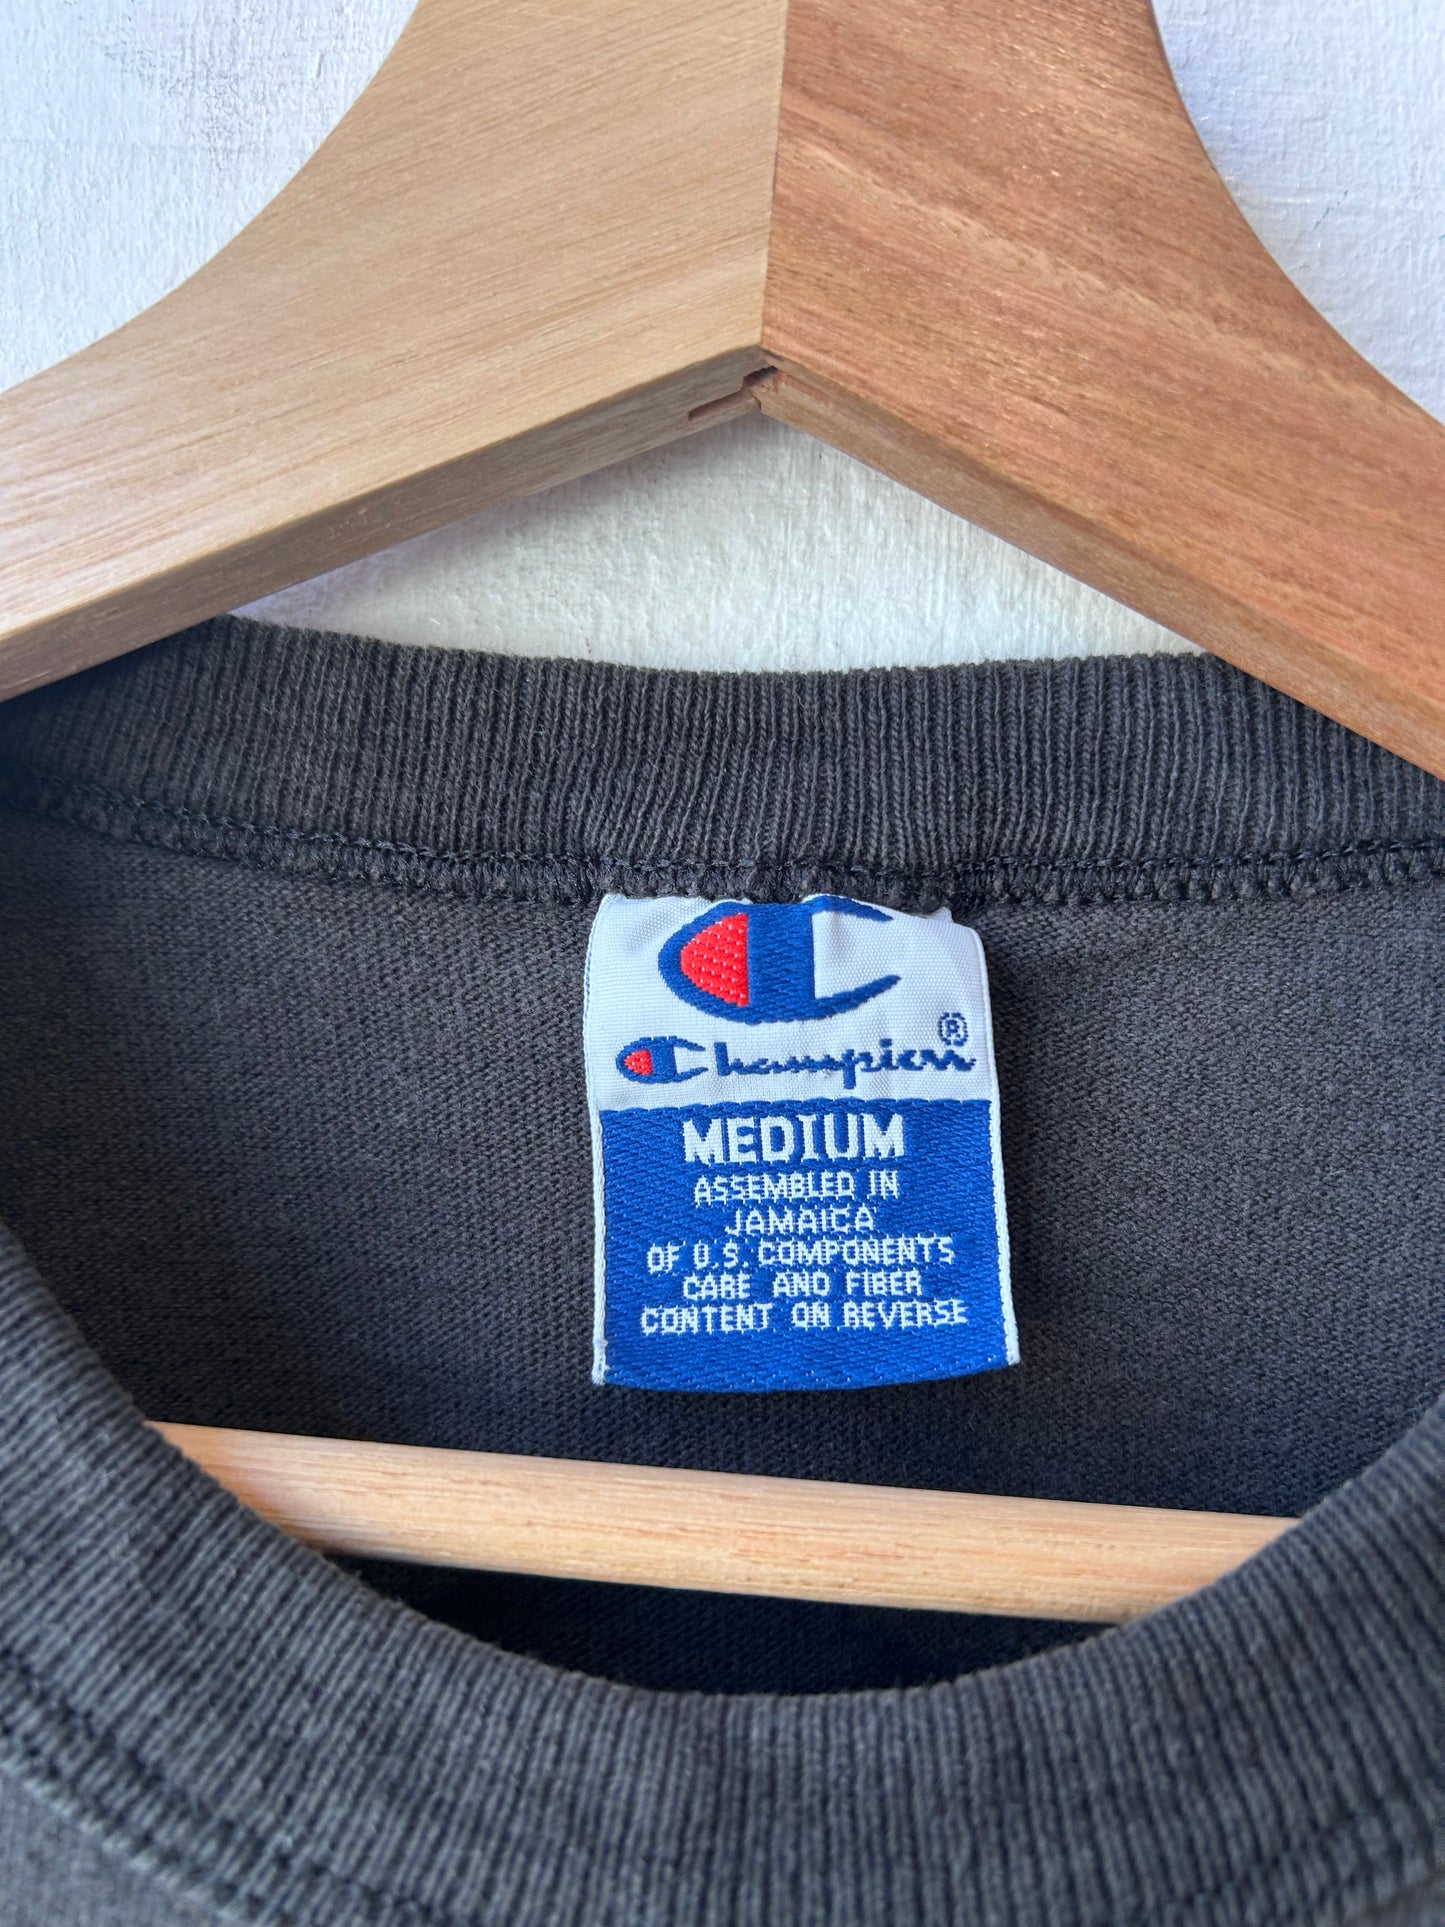 Champion®
MEDIUM
ASSEMBLED IN
JAMAICA
OF U.S. COMPONENTS
CARE AND FIBER
CONTENT ON REVERSE